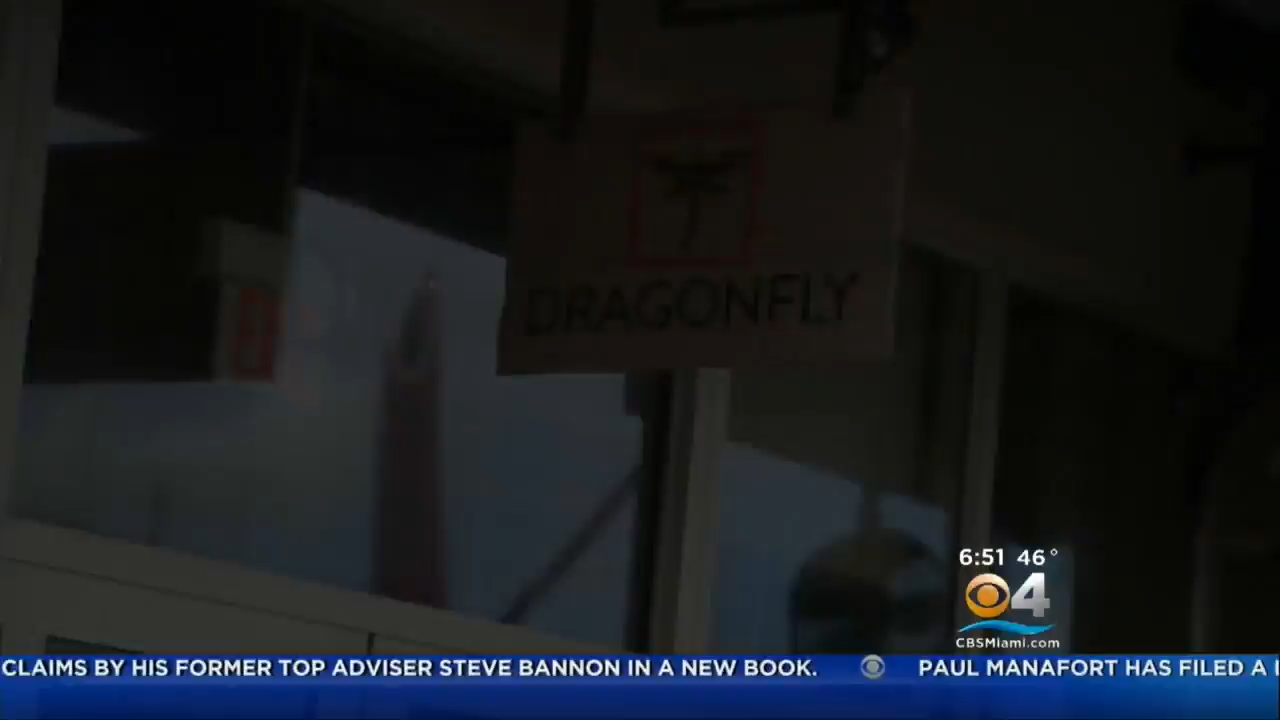 DRAGONFLY
6:51 46°
4
CBSMiami.com
CLAIMS BY HIS FORMER TOP ADVISER STEVE BANNON IN A NEW BOOK. PAUL MANAFORT HAS FILED A